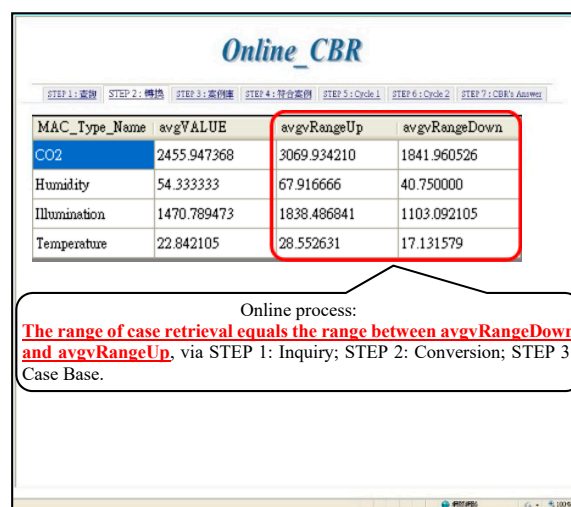 Online_CBR
STEP 1 : 查詢 STEP 2 : 轉換 STEP 3 : 案例庫 STEP 4 : 符合案例 STEP 5 : Cycle 1 STEP 6 : Cycle 2 STEP 7 : CBR's Answer
MAC_Type_Name avgVALUE avgvRangeUp avgvRangeDown
CO2 2455.947368 3069.934210 1841.960526
Humidity 54.333333 67.916666 40.750000
Illumination 1470.789473 1838.486841 1103.092105
Temperature 22.842105 28.552631 17.131579
Online process:
The range of case retrieval equals the range between avgvRangeDown
and avgvRangeUp, via STEP 1: Inquiry; STEP 2: Conversion; STEP 3
Case Base.
100%